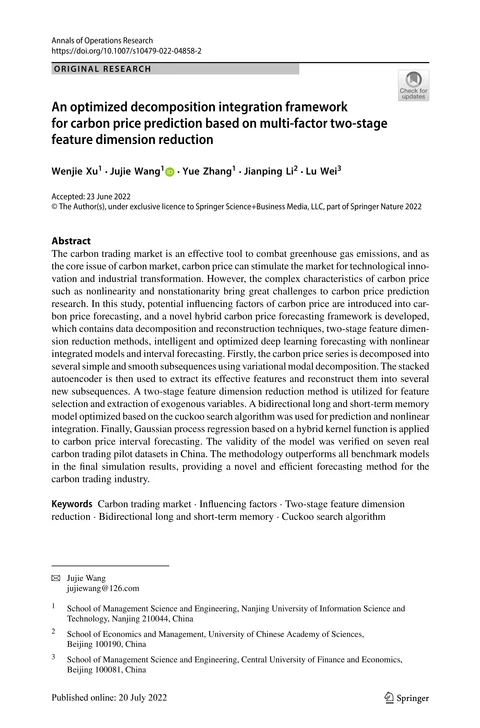 Annals of Operations Research
https://doi.org/10.1007/s10479-022-04858-2
ORIGINAL RESEARCH
Check for
updates
An optimized decomposition integration framework
for carbon price prediction based on multi-factor two-stage
feature dimension reduction
Wenjie Xu1 · Jujie Wang1 iD · Yue Zhang1 · Jianping Li2 · Lu Wei3
Accepted: 23 June 2022
© The Author(s), under exclusive licence to Springer Science+Business Media, LLC, part of Springer Nature 2022
Abstract
The carbon trading market is an effective tool to combat greenhouse gas emissions, and as
the core issue of carbon market, carbon price can stimulate the market for technological inno-
vation and industrial transformation. However, the complex characteristics of carbon price
such as nonlinearity and nonstationarity bring great challenges to carbon price prediction
research. In this study, potential influencing factors of carbon price are introduced into car-
bon price forecasting, and a novel hybrid carbon price forecasting framework is developed,
which contains data decomposition and reconstruction techniques, two-stage feature dimen-
sion reduction methods, intelligent and optimized deep learning forecasting with nonlinear
integrated models and interval forecasting. Firstly, the carbon price series is decomposed into
several simple and smooth subsequences using variational modal decomposition. The stacked
autoencoder is then used to extract its effective features and reconstruct them into several
new subsequences. A two-stage feature dimension reduction method is utilized for feature
selection and extraction of exogenous variables. A bidirectional long and short-term memory
model optimized based on the cuckoo search algorithm was used for prediction and nonlinear
integration. Finally, Gaussian process regression based on a hybrid kernel function is applied
to carbon price interval forecasting. The validity of the model was verified on seven real
carbon trading pilot datasets in China. The methodology outperforms all benchmark models
in the final simulation results, providing a novel and efficient forecasting method for the
carbon trading industry.
Keywords Carbon trading market · Influencing factors · Two-stage feature dimension
reduction · Bidirectional long and short-term memory · Cuckoo search algorithm
Jujie Wang
jujiewang@126.com
1 School of Management Science and Engineering, Nanjing University of Information Science and
Technology, Nanjing 210044, China
2 School of Economics and Management, University of Chinese Academy of Sciences,
Beijing 100190, China
3 School of Management Science and Engineering, Central University of Finance and Economics,
Beijing 100081, China
Published online: 20 July 2022
Springer